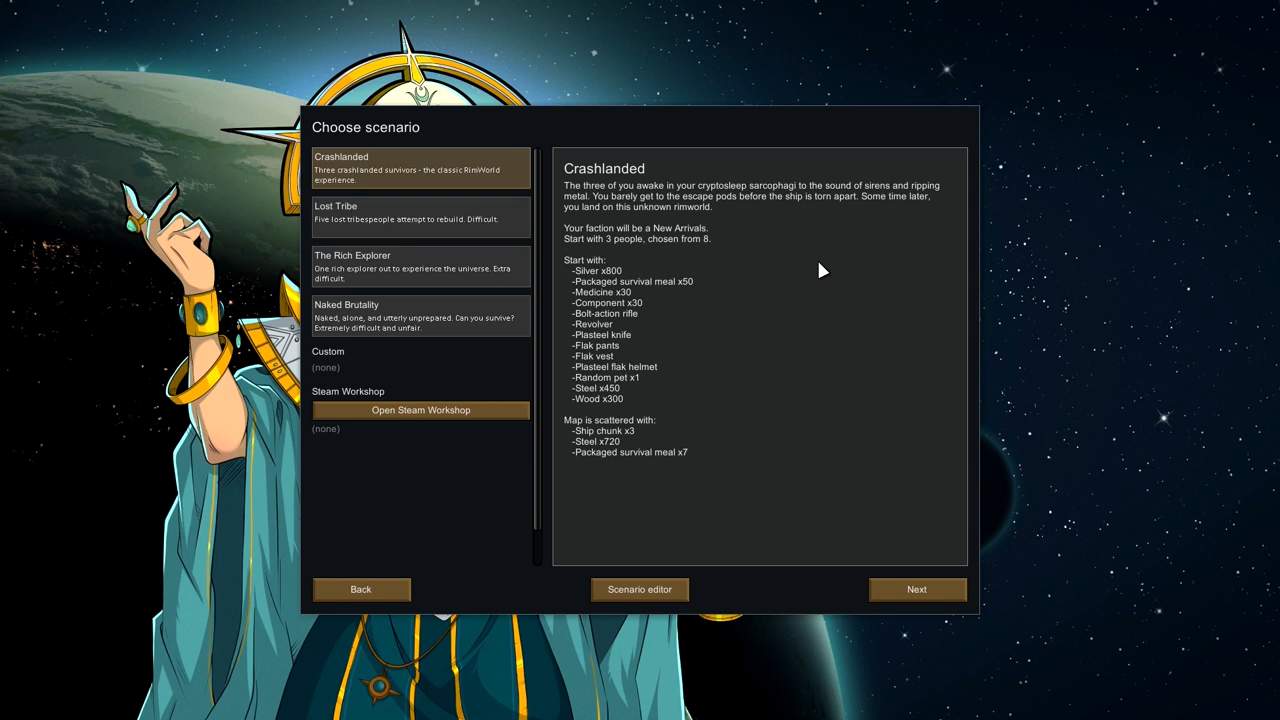 Choose scenario
Crashlanded
Three crashlanded survivors - the classic RimWorld
experience.
Lost Tribe
Five lost tribespeople attempt to rebuild. Difficult.
The Rich Explorer
One rich explorer out to experience the universe. Extra
difficult.
Naked Brutality
Naked, alone, and utterly unprepared. Can you survive?
Extremely difficult and unfair.
Custom
(none)
Steam Workshop
Open Steam Workshop
(none)
Crashlanded
The three of you awake in your cryptosleep sarcophagi to the sound of sirens and ripping
metal. You barely get to the escape pods before the ship is torn apart. Some time later,
you land on this unknown rimworld.
Your faction will be a New Arrivals.
Start with 3 people, chosen from 8.
Start with:
-Silver x800
-Packaged survival meal x50
-Medicine x30
-Component x30
-Bolt-action rifle
-Revolver
-Plasteel knife
-Flak pants
-Flak vest
-Plasteel flak helmet
-Random pet x1
-Steel x450
-Wood x300
Map is scattered with:
-Ship chunk x3
-Steel x720
-Packaged survival meal x7
Back
Scenario editor
Next